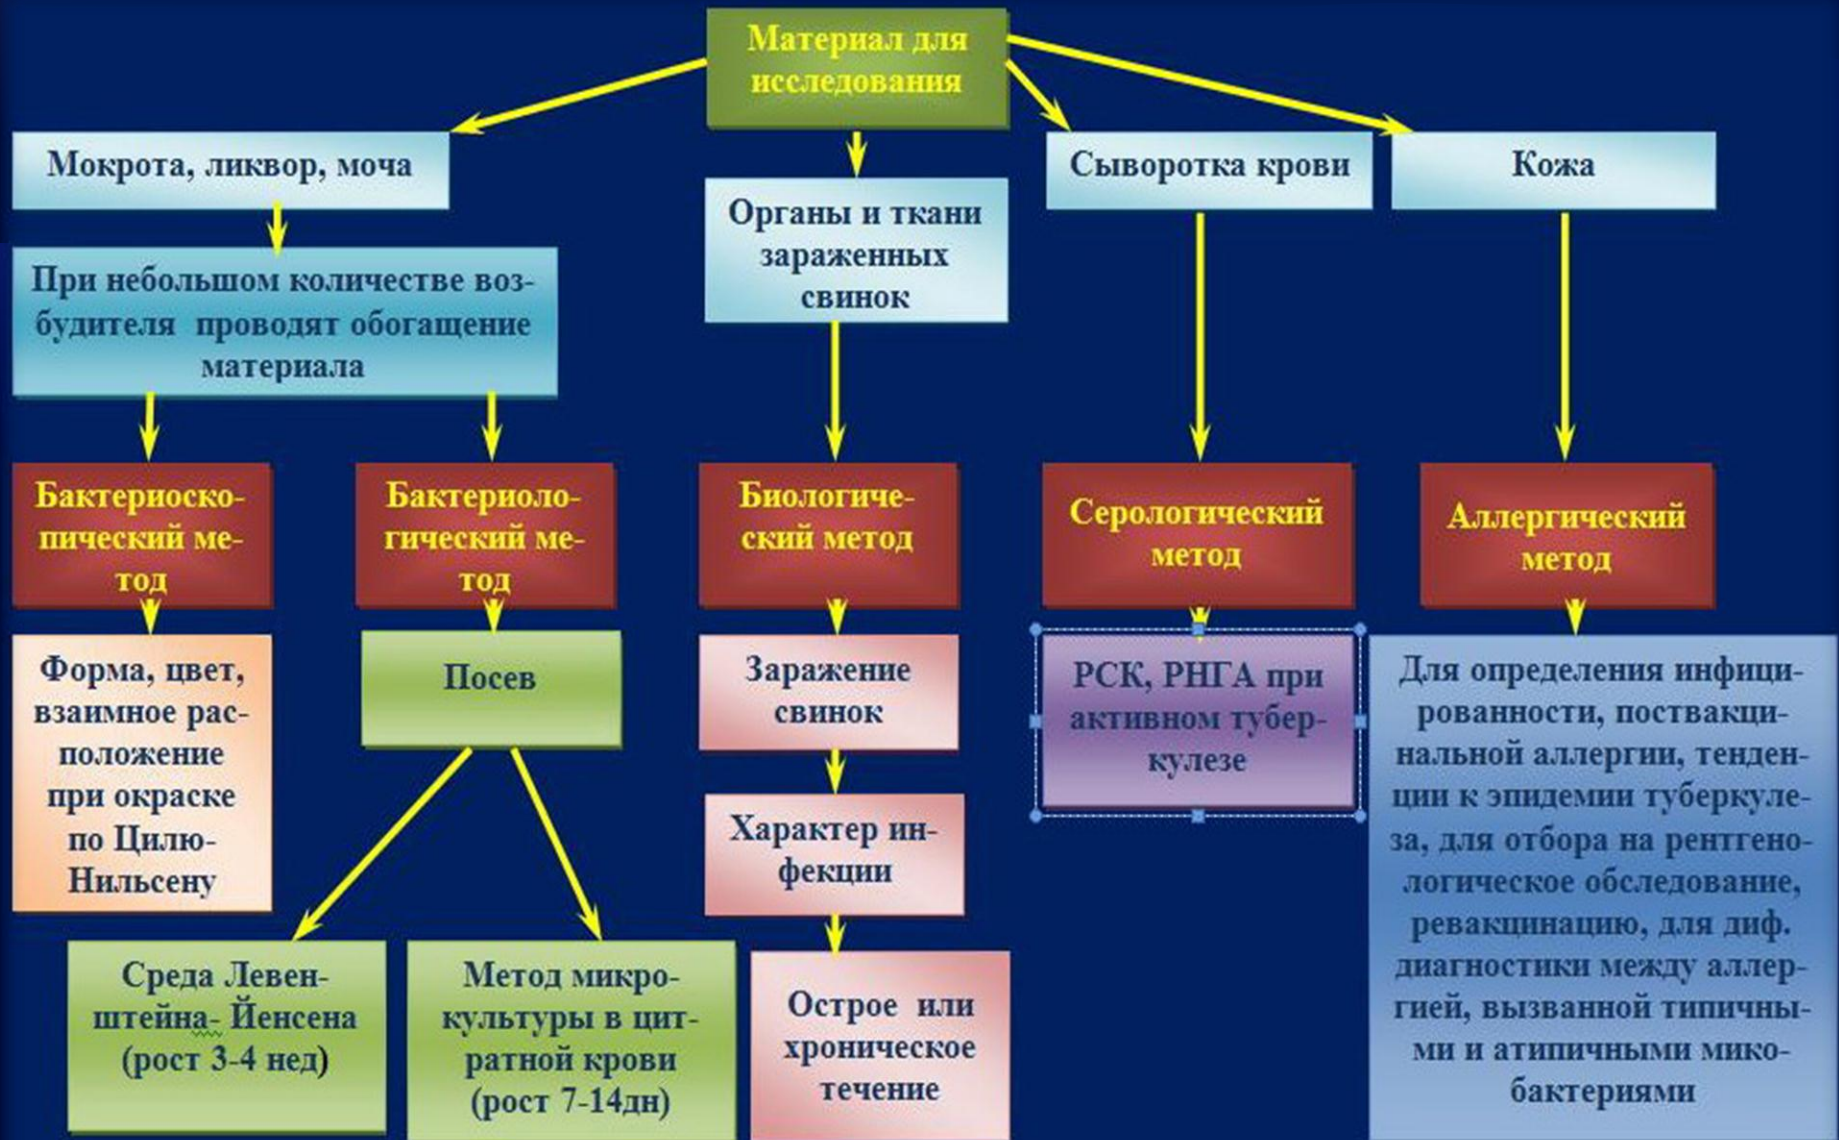 Материал для
исследования
Мокрота, ликвор, моча
Органы и ткани
зараженных
свинок
Сыворотка крови
Кожа
При небольшом количестве воз-
будителя проводят обогащение
материала
Бактериоско-
пический ме-
тод
Бактериоло-
гический ме-
тод
Биологиче-
ский метод
Серологический
метод
Аллергический
метод
Форма, цвет,
взаимное рас-
положение
при окраске
по Цилю-
Нильсену
Посев
Заражение
свинок
РСК, РНГА при
активном тубер-
кулезе
Для определения инфици-
рованности, поствакци-
нальной аллергии, тенден-
ции к эпидемии туберкуле-
за, для отбора на рентгено-
логическое обследование,
ревакцинацию, для диф.
диагностики между аллер-
гией, вызванной типичны-
ми и атипичными мико-
бактериями
Характер ин-
фекции
Среда Левен-
штейна- Йенсена
(рост 3-4 нед)
Метод микро-
культуры в цит-
ратной крови
(рост 7-14дн)
Острое или
хроническое
течение